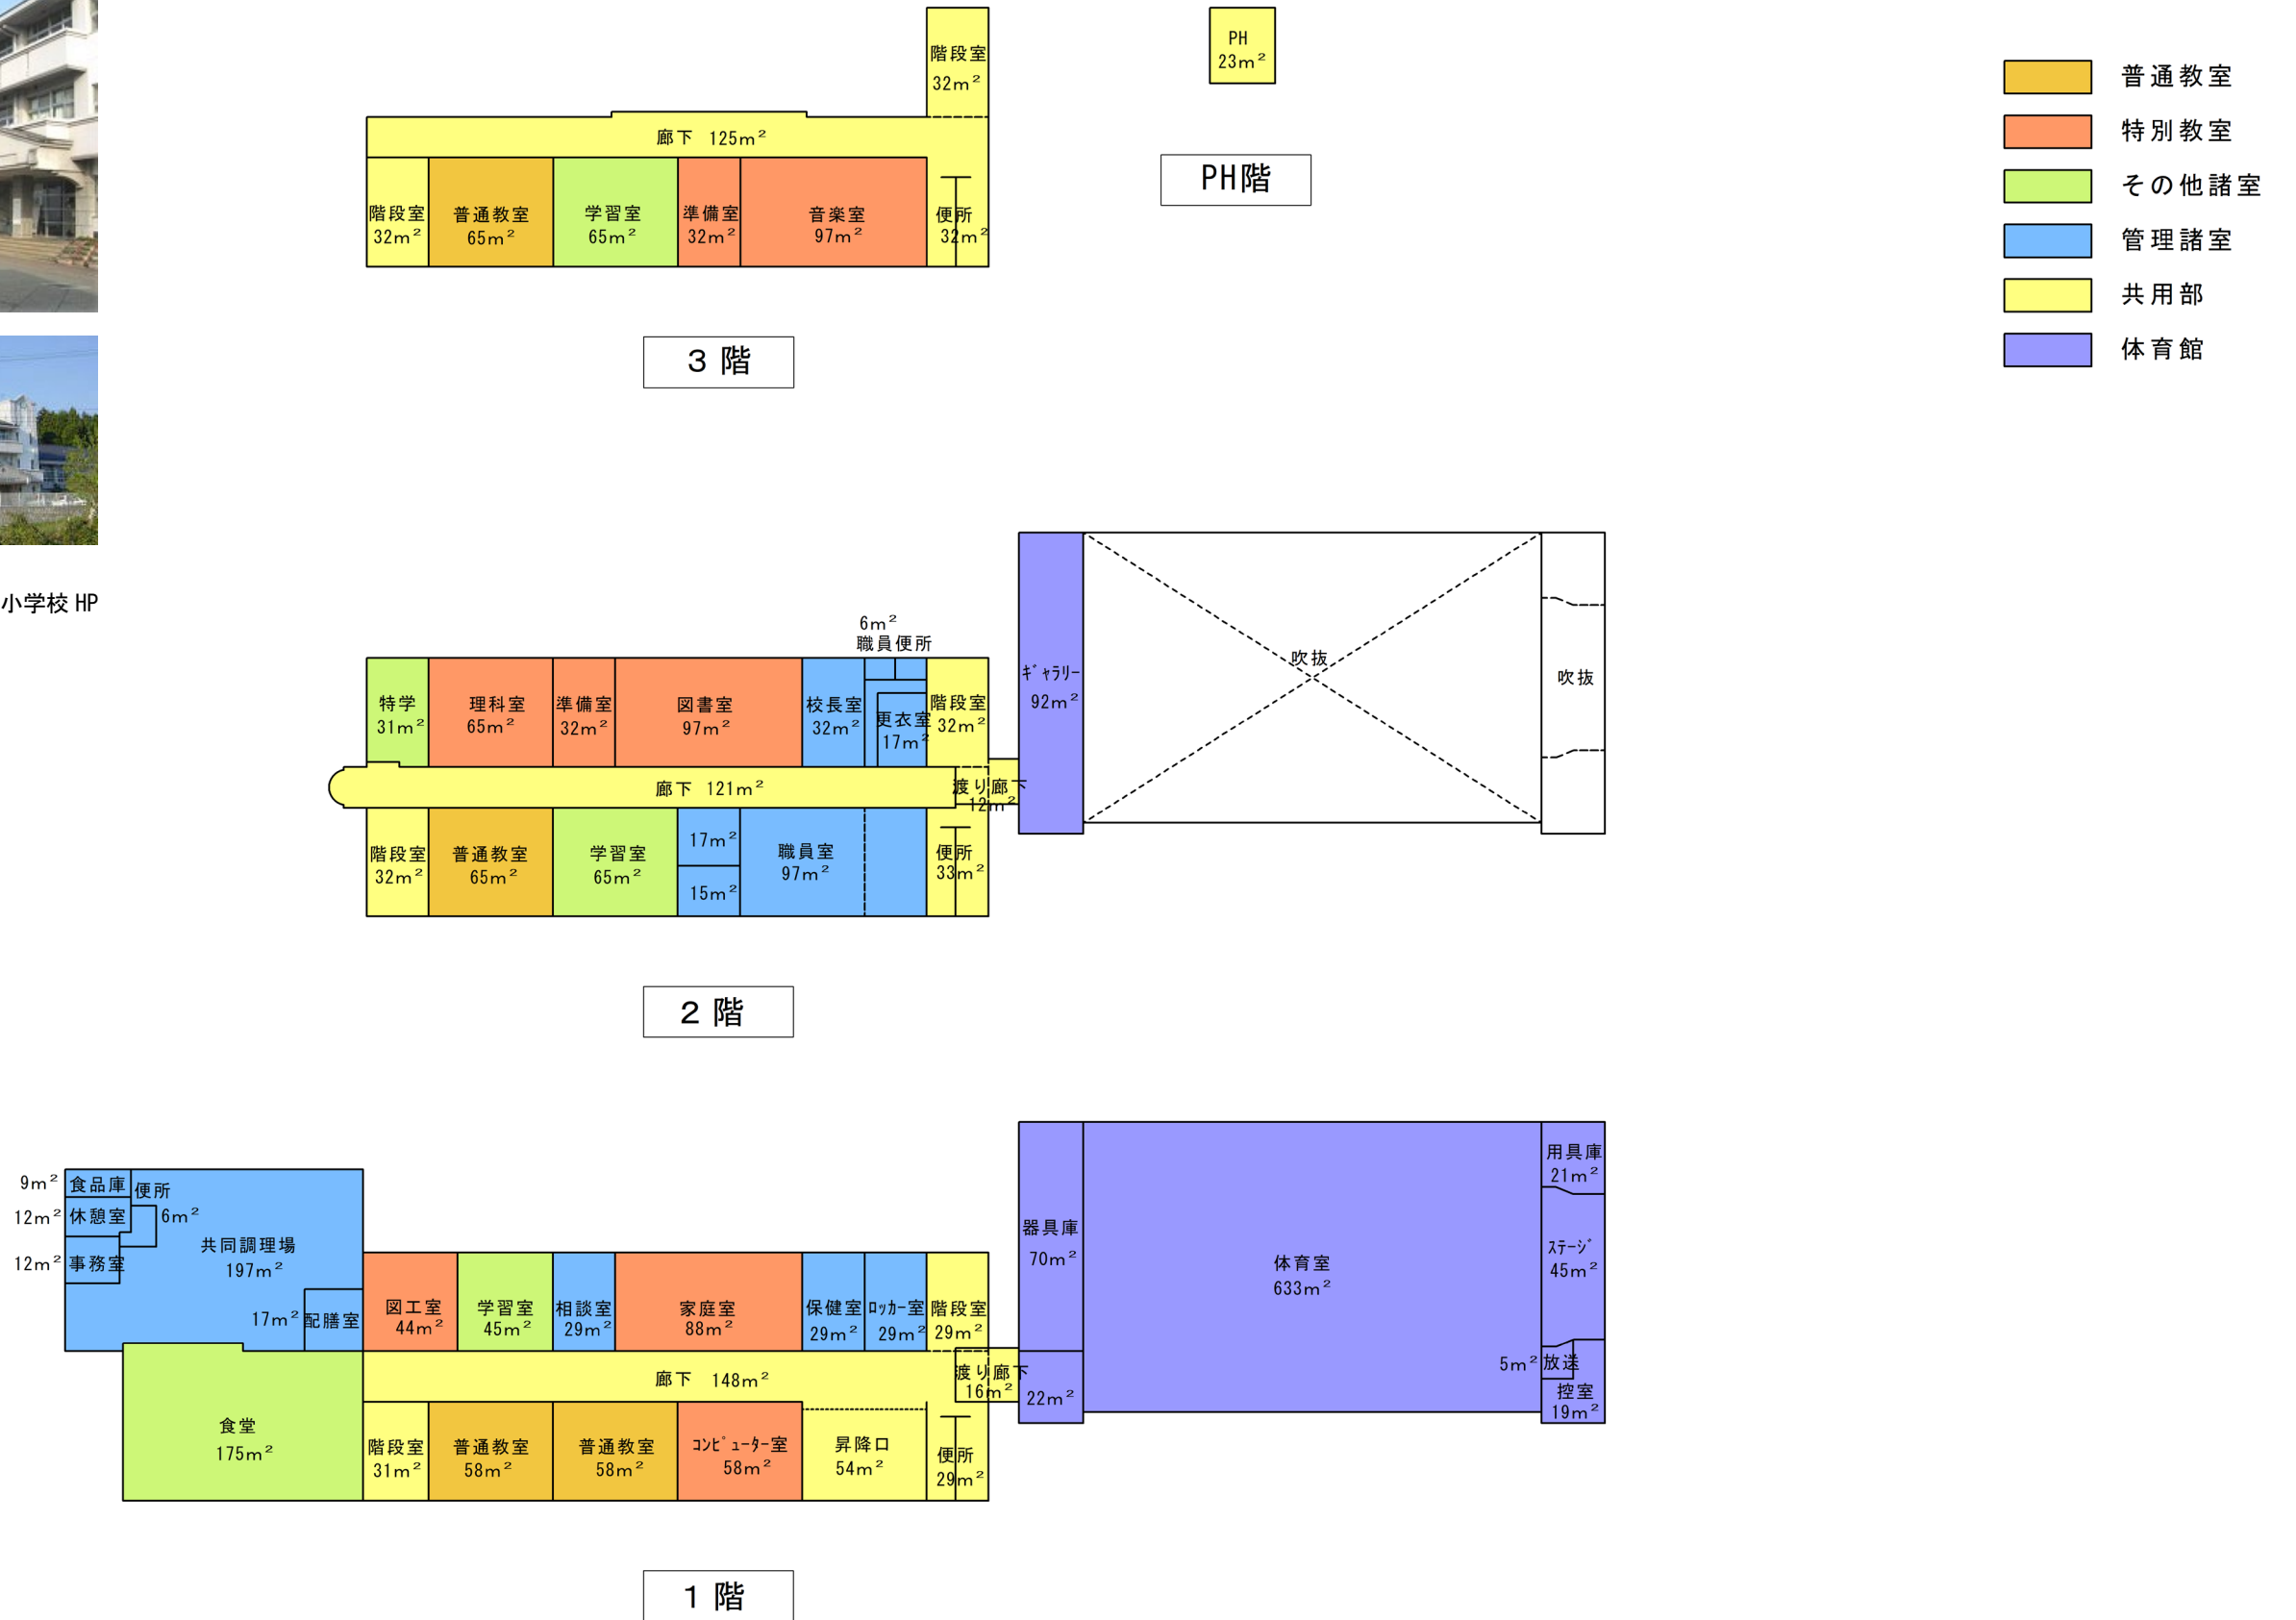 階段室
32m²
PH
23m²
普通教室
特別教室
その他諸室
管理諸室
共用部
体育館
廊下 125m²
階段室
32m²
普通教室
65m²
学習室
65m²
準備室
32m²
音楽室
97m²
便所
32m²
PH階
3 階
小学校 HP
6m²
職員便所
特学
31m²
理科室
65m²
準備室
32m²
図書室
97m²
校長室
32m²
更衣室
17m²
階段室
32m²
ギャラリー
92m²
吹抜
吹抜
廊下 121m²
渡り廊下
12m²
階段室
32m²
普通教室
65m²
学習室
65m²
17m²
15m²
職員室
97m²
便所
33m²
2 階
9m² 食品庫
便所
12m² 休憩室
6m²
12m² 事務室
共同調理場
197m²
17m² 配膳室
図工室
44m²
学習室
45m²
相談室
29m²
家庭室
88m²
保健室
29m²
ロッカー室
29m²
階段室
29m²
器具庫
70m²
体育室
633m²
用具庫
21m²
ステージ
45m²
5m² 放送
控室
19m²
廊下 148m²
渡り廊下
16m²
22m²
食堂
175m²
階段室
31m²
普通教室
58m²
普通教室
58m²
コンピューター室
58m²
昇降口
54m²
便所
29m²
1 階